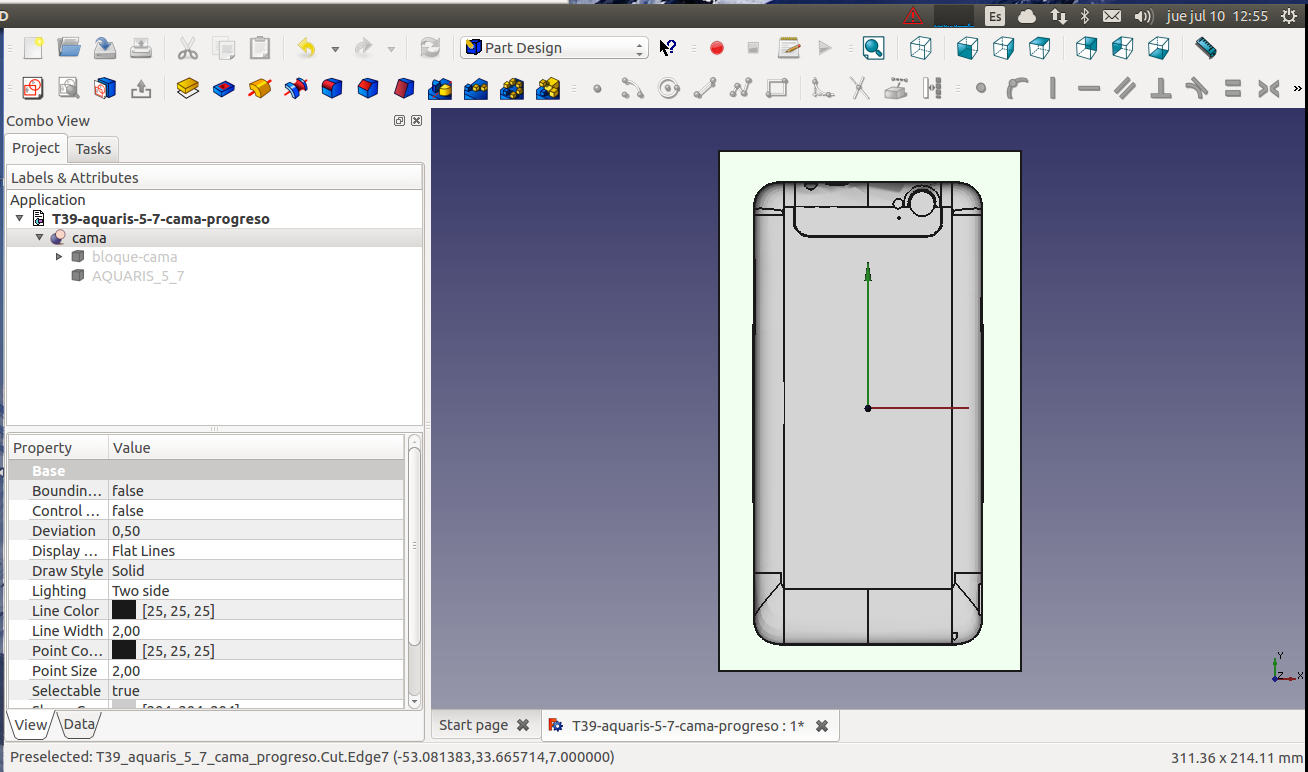 D
Es
jue jul 10 12:55
Part Design
»
Combo View
Project
Tasks
Labels & Attributes
Application
T39-aquaris-5-7-cama-progreso
cama
bloque-cama
AQUARIS_5_7
Property Value
Base
Boundin... false
Control ... false
Deviation 0,50
Display ... Flat Lines
Draw Style Solid
Lighting Two side
Line Color [25, 25, 25]
Line Width 2,00
Point Co... [25, 25, 25]
Point Size 2,00
Selectable true
View
Data
Y
Z
X
Start page
T39-aquaris-5-7-cama-progreso : 1*
Preselected: T39_aquaris_5_7_cama_progreso.Cut.Edge7 (-53.081383,33.665714,7.000000)
311.36 x 214.11 mm